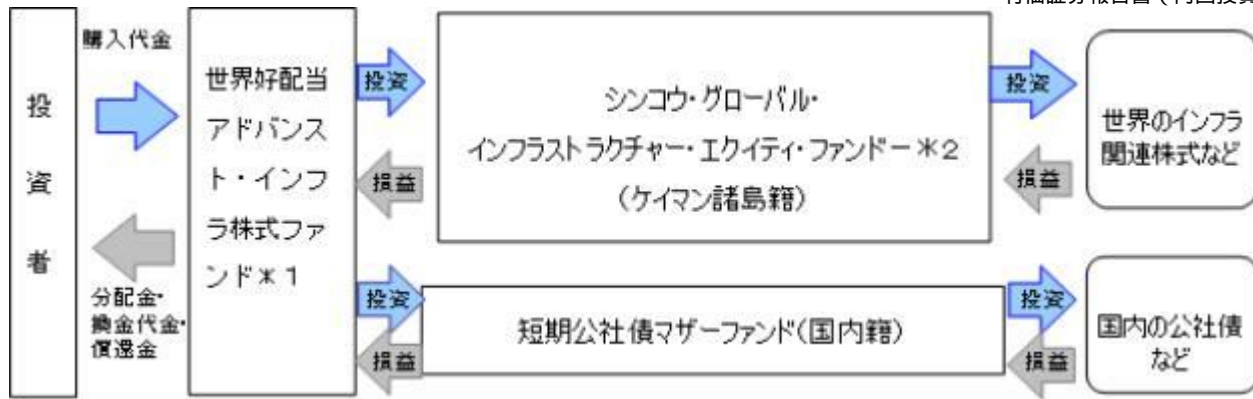 購入代金
投
資
者
分配金・
換金代金・
償還金
世界好配当
アドバンス
ト・インフ
ラ株式ファ
ンド*1
投資
損益
シンコウ・グローバル・
インフラストラクチャー・エクイティ・ファンドー*2
(ケイマン諸島籍)
投資
損益
世界のインフラ
関連株式など
投資
損益
短期公社債マザーファンド(国内籍)
投資
損益
国内の公社債
など